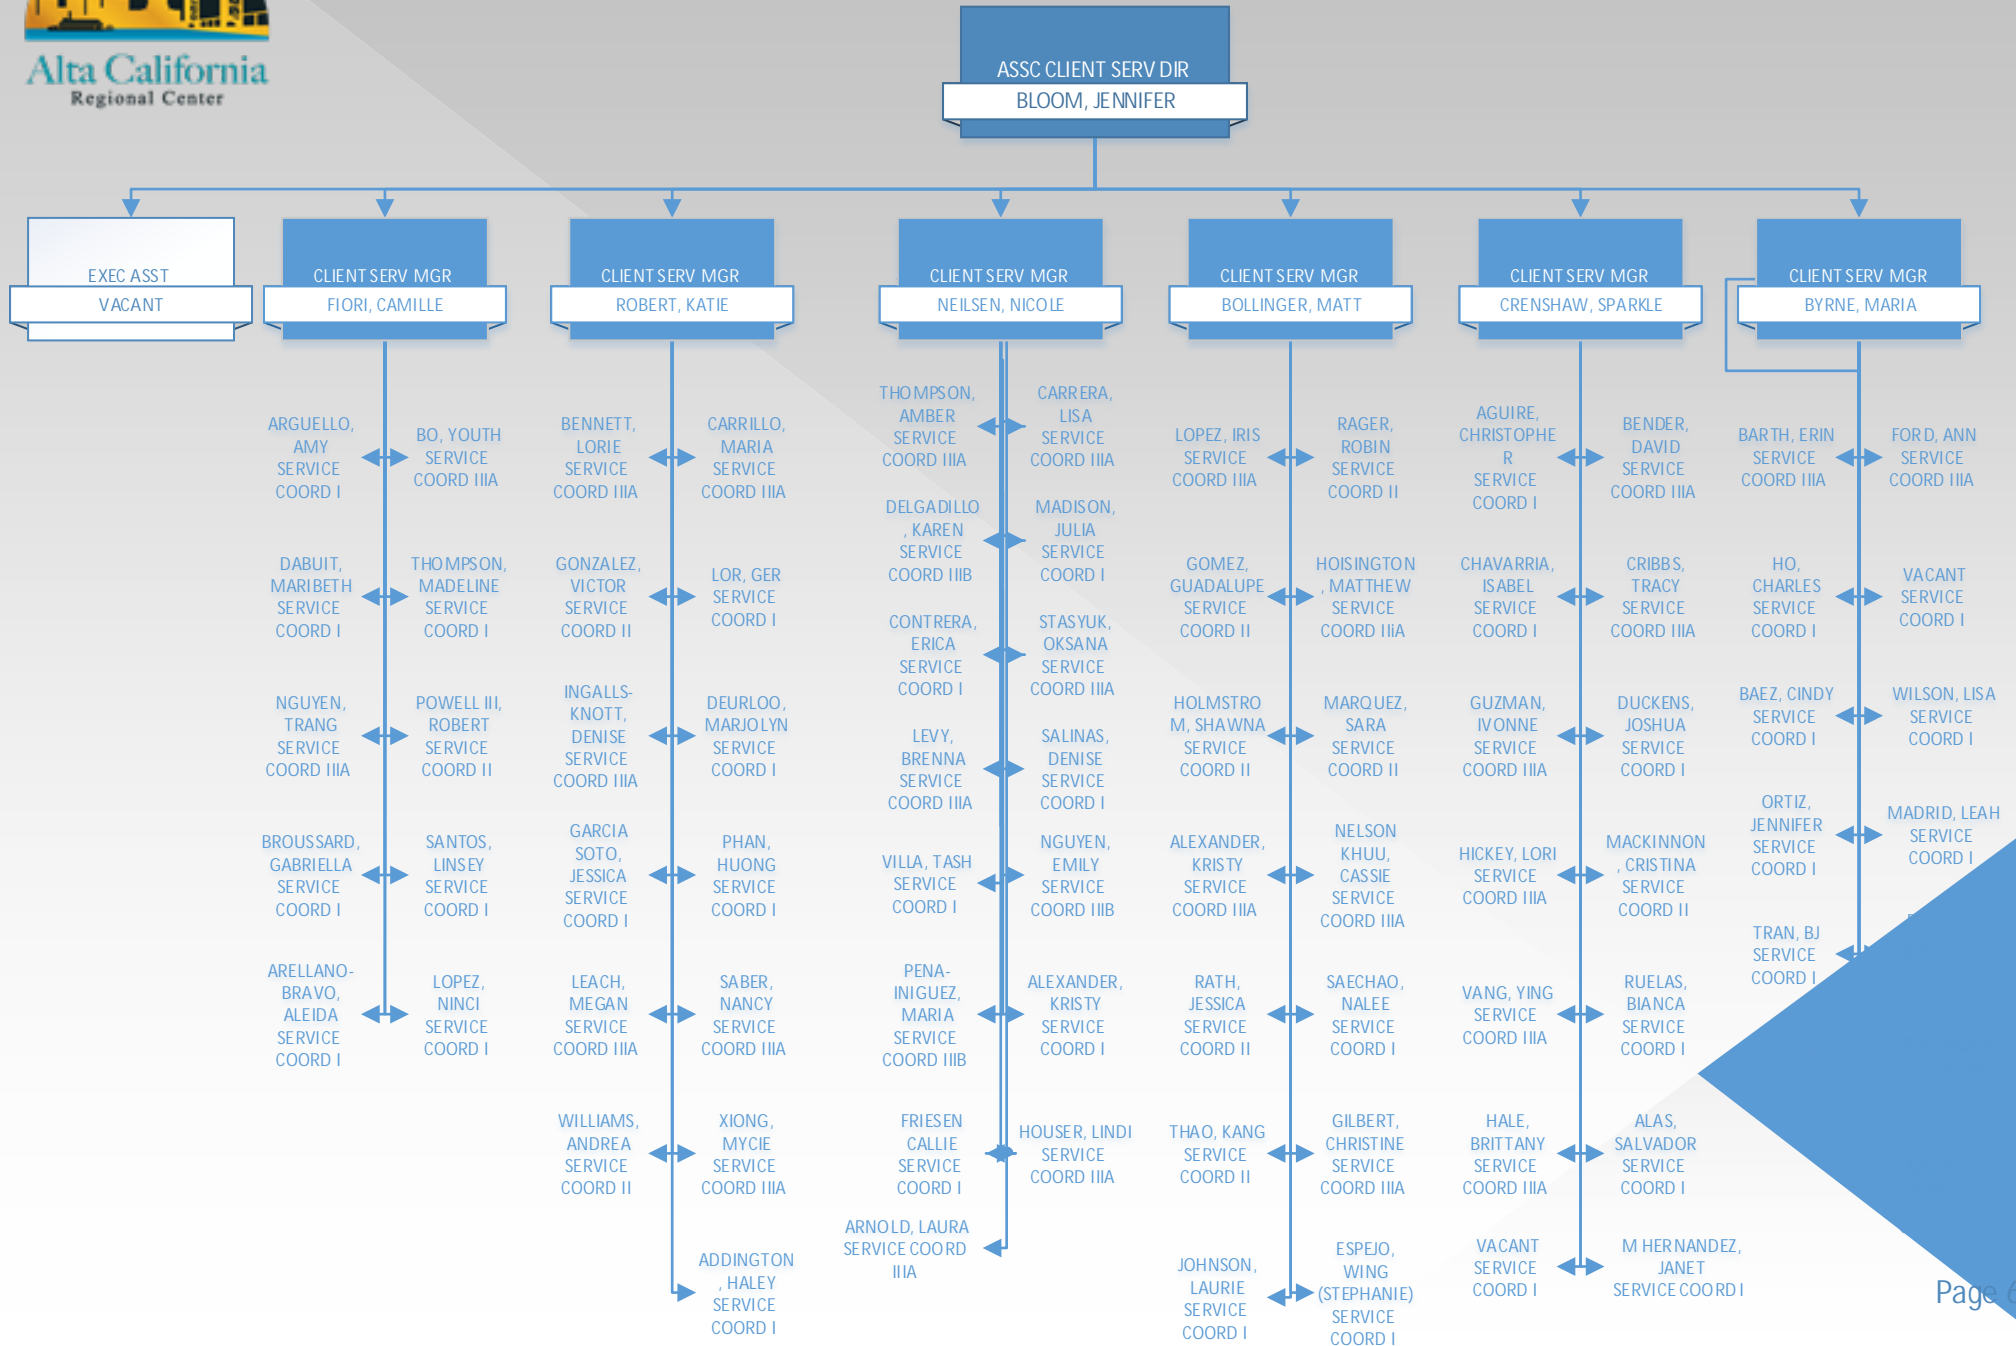 Alta California
Regional Center
ASSC CLIENT SERV DIR
BLOOM, JENNIFER
EXEC ASST
VACANT
CLIENT SERV MGR
FIORI, CAMILLE
CLIENT SERV MGR
ROBERT, KATIE
CLIENT SERV MGR
NEILSEN, NICOLE
CLIENT SERV MGR
BOLLINGER, MATT
CLIENT SERV MGR
CRENSHAW, SPARKLE
CLIENT SERV MGR
BYRNE, MARIA
ARGUELLO,
AMY
SERVICE
COORD I
BO, YOUTH
SERVICE
COORD IIIA
DABUIT,
MARIBETH
SERVICE
COORD I
THOMPSON,
MADELINE
SERVICE
COORD I
NGUYEN,
TRANG
SERVICE
COORD IIIA
POWELL III,
ROBERT
SERVICE
COORD II
BROUSSARD,
GABRIELLA
SERVICE
COORD I
SANTOS,
LINSEY
SERVICE
COORD I
ARELLANO-
BRAVO,
ALEIDA
SERVICE
COORD I
LOPEZ,
NINCI
SERVICE
COORD I
BENNETT,
LORIE
SERVICE
COORD IIIA
CARRILLO,
MARIA
SERVICE
COORD IIIA
GONZALEZ,
VICTOR
SERVICE
COORD II
LOR, GER
SERVICE
COORD I
INGALLS-
KNOTT,
DENISE
SERVICE
COORD IIIA
DEURLOO,
MARJOLYN
SERVICE
COORD I
GARCIA
SOTO,
JESSICA
SERVICE
COORD I
PHAN,
HUONG
SERVICE
COORD I
LEACH,
MEGAN
SERVICE
COORD IIIA
SABER,
NANCY
SERVICE
COORD IIIA
WILLIAMS,
ANDREA
SERVICE
COORD II
XIONG,
MYCIE
SERVICE
COORD IIIA
ADDINGTON
, HALEY
SERVICE
COORD I
THOMPSON,
AMBER
SERVICE
COORD IIIA
CARRERA,
LISA
SERVICE
COORD IIIA
DELGADILLO
, KAREN
SERVICE
COORD IIIB
MADISON,
JULIA
SERVICE
COORD I
CONTRERA,
ERICA
SERVICE
COORD I
STASYUK,
OKSANA
SERVICE
COORD IIIA
LEVY,
BRENNA
SERVICE
COORD IIIA
SALINAS,
DENISE
SERVICE
COORD I
VILLA, TASH
SERVICE
COORD I
NGUYEN,
EMILY
SERVICE
COORD IIIB
PENA-
INIGUEZ,
MARIA
SERVICE
COORD IIIB
ALEXANDER,
KRISTY
SERVICE
COORD I
FRIESEN
CALLIE
SERVICE
COORD I
HOUSER, LINDI
SERVICE
COORD IIIA
ARNOLD, LAURA
SERVICE COORD
IIIA
LOPEZ, IRIS
SERVICE
COORD IIIA
RAGER,
ROBIN
SERVICE
COORD II
GOMEZ,
GUADALUPE
SERVICE
COORD II
HOISINGTON
, MATTHEW
SERVICE
COORD IIiA
HOLMSTRO
M, SHAWNA
SERVICE
COORD II
MARQUEZ,
SARA
SERVICE
COORD II
ALEXANDER,
KRISTY
SERVICE
COORD IIIA
NELSON
KHUU,
CASSIE
SERVICE
COORD IIIA
RATH,
JESSICA
SERVICE
COORD II
SAECHAO,
NALEE
SERVICE
COORD I
THAO, KANG
SERVICE
COORD II
GILBERT,
CHRISTINE
SERVICE
COORD IIIA
JOHNSON,
LAURIE
SERVICE
COORD I
ESPEJO,
WING
(STEPHANIE)
SERVICE
COORD I
AGUIRE,
CHRISTOPHE
R
SERVICE
COORD I
BENDER,
DAVID
SERVICE
COORD IIIA
CHAVARRIA,
ISABEL
SERVICE
COORD I
CRIBBS,
TRACY
SERVICE
COORD IIIA
GUZMAN,
IVONNE
SERVICE
COORD IIIA
DUCKENS,
JOSHUA
SERVICE
COORD I
HICKEY, LORI
SERVICE
COORD IIIA
MACKINNON
, CRISTINA
SERVICE
COORD II
VANG, YING
SERVICE
COORD IIIA
RUELAS,
BIANCA
SERVICE
COORD I
HALE,
BRITTANY
SERVICE
COORD IIIA
ALAS,
SALVADOR
SERVICE
COORD I
VACANT
SERVICE
COORD I
M HERNANDEZ,
JANET
SERVICE COORD I
BARTH, ERIN
SERVICE
COORD IIIA
FORD, ANN
SERVICE
COORD IIIA
HO,
CHARLES
SERVICE
COORD I
VACANT
SERVICE
COORD I
BAEZ, CINDY
SERVICE
COORD I
WILSON, LISA
SERVICE
COORD I
ORTIZ,
JENNIFER
SERVICE
COORD I
MADRID, LEAH
SERVICE
COORD I
TRAN, BJ
SERVICE
COORD I
Page